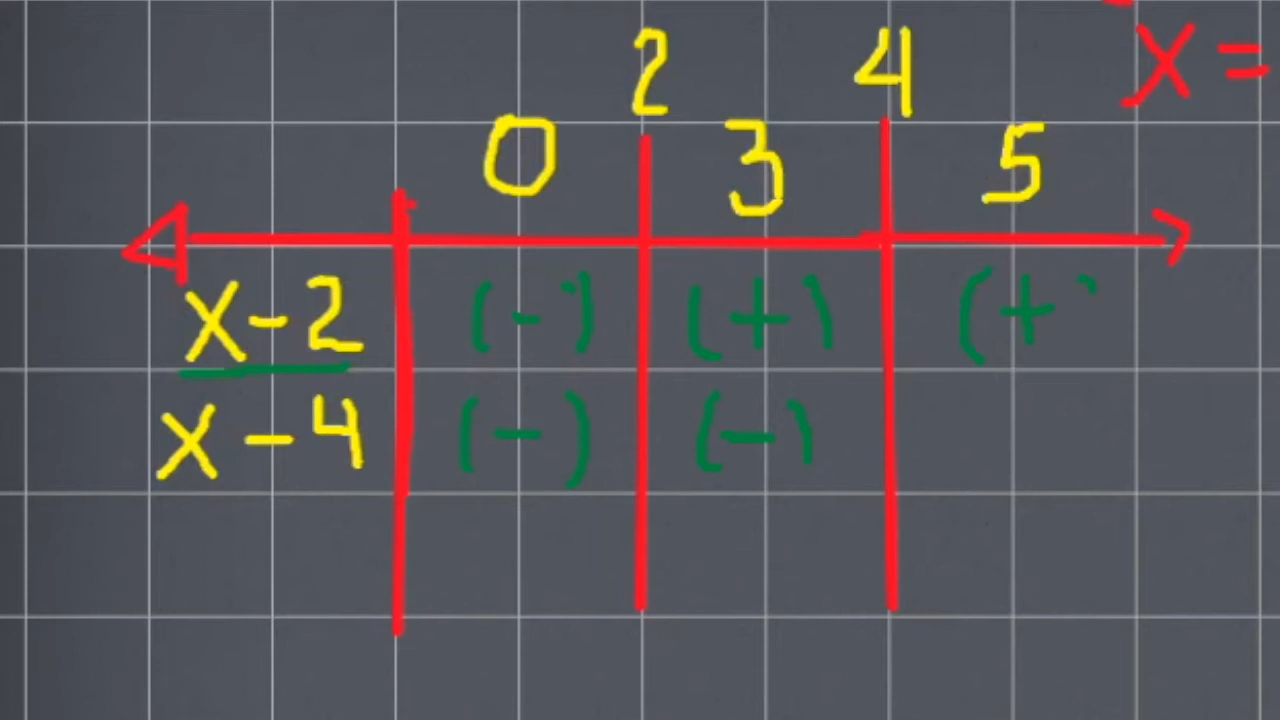 x =
2 4
0 3 5
x - 2 (-) (+) (+
x - 4 (-) (-)